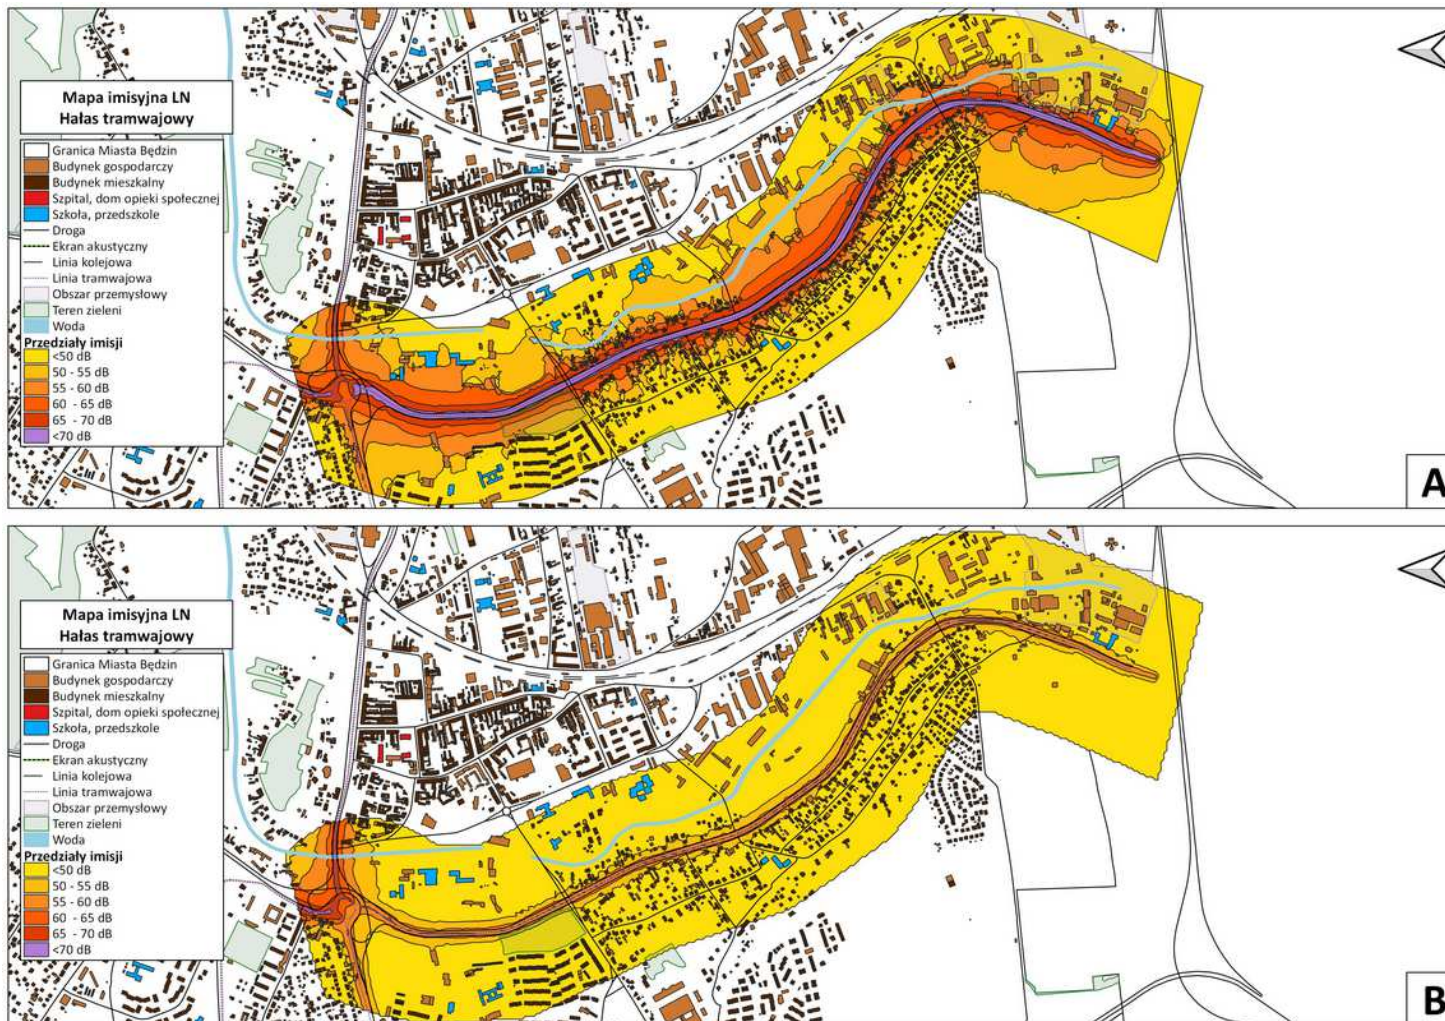 Mapa imisyjna LN
Hałas tramwajowy
Granica Miasta Będzin
Budynek gospodarczy
Budynek mieszkalny
Szpital, dom opieki społecznej
Szkoła, przedszkole
Droga
Ekran akustyczny
Linia kolejowa
Linia tramwajowa
Obszar przemysłowy
Teren zieleni
Woda
Przedziały imisji
<50 dB
50 - 55 dB
55 - 60 dB
60 - 65 dB
65 - 70 dB
<70 dB
A
Mapa imisyjna LN
Hałas tramwajowy
Granica Miasta Będzin
Budynek gospodarczy
Budynek mieszkalny
Szpital, dom opieki społecznej
Szkoła, przedszkole
Droga
Ekran akustyczny
Linia kolejowa
Linia tramwajowa
Obszar przemysłowy
Teren zieleni
Woda
Przedziały imisji
<50 dB
50 - 55 dB
55 - 60 dB
60 - 65 dB
65 - 70 dB
<70 dB
B